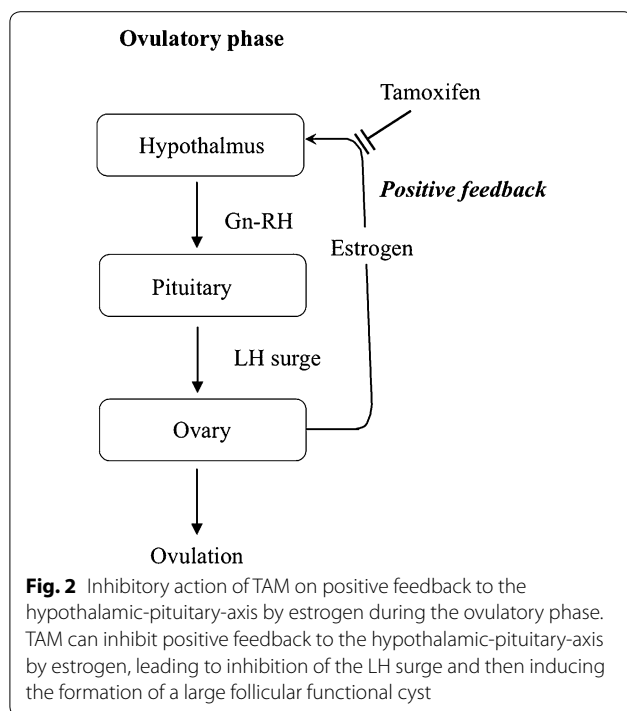 Ovulatory phase
Tamoxifen
Hypothalmus
Positive feedback
Gn-RH
Estrogen
Pituitary
LH surge
Ovary
Ovulation
Fig. 2 Inhibitory action of TAM on positive feedback to the
hypothalamic-pituitary-axis by estrogen during the ovulatory phase.
TAM can inhibit positive feedback to the hypothalamic-pituitary-axis
by estrogen, leading to inhibition of the LH surge and then inducing
the formation of a large follicular functional cyst